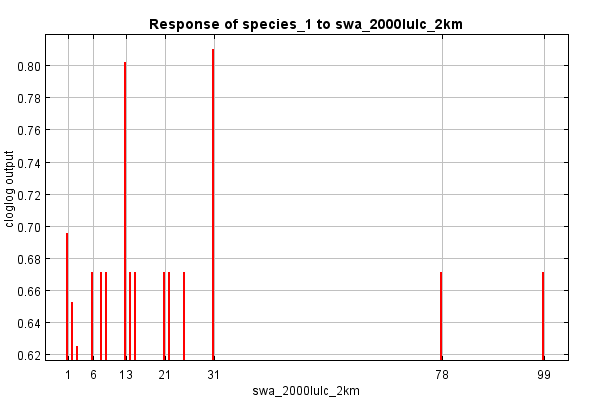 Response of species_1 to swa_2000lulc_2km
0.80
0.78
0.76
0.74
0.72
0.70
0.68
0.66
0.64
0.62
cloglog output
1 6 13 21 31 78 99
swa_2000lulc_2km